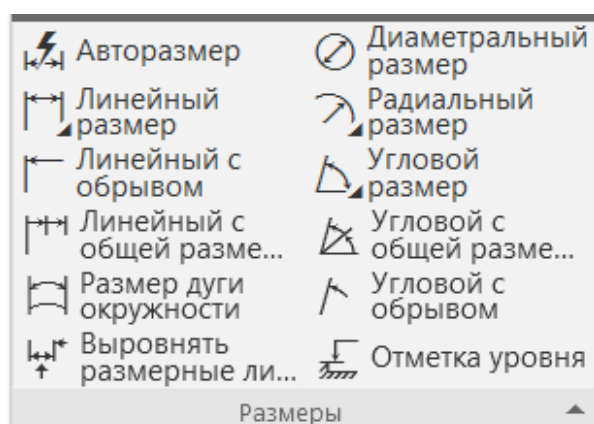 Авторазмер
Диаметральный
размер
Линейный
размер
Радиальный
размер
Линейный с
обрывом
Угловой
размер
Линейный с
общей разме...
Угловой с
общей разме...
Размер дуги
окружности
Угловой с
обрывом
Выровнять
размерные ли...
Отметка уровня
Размеры